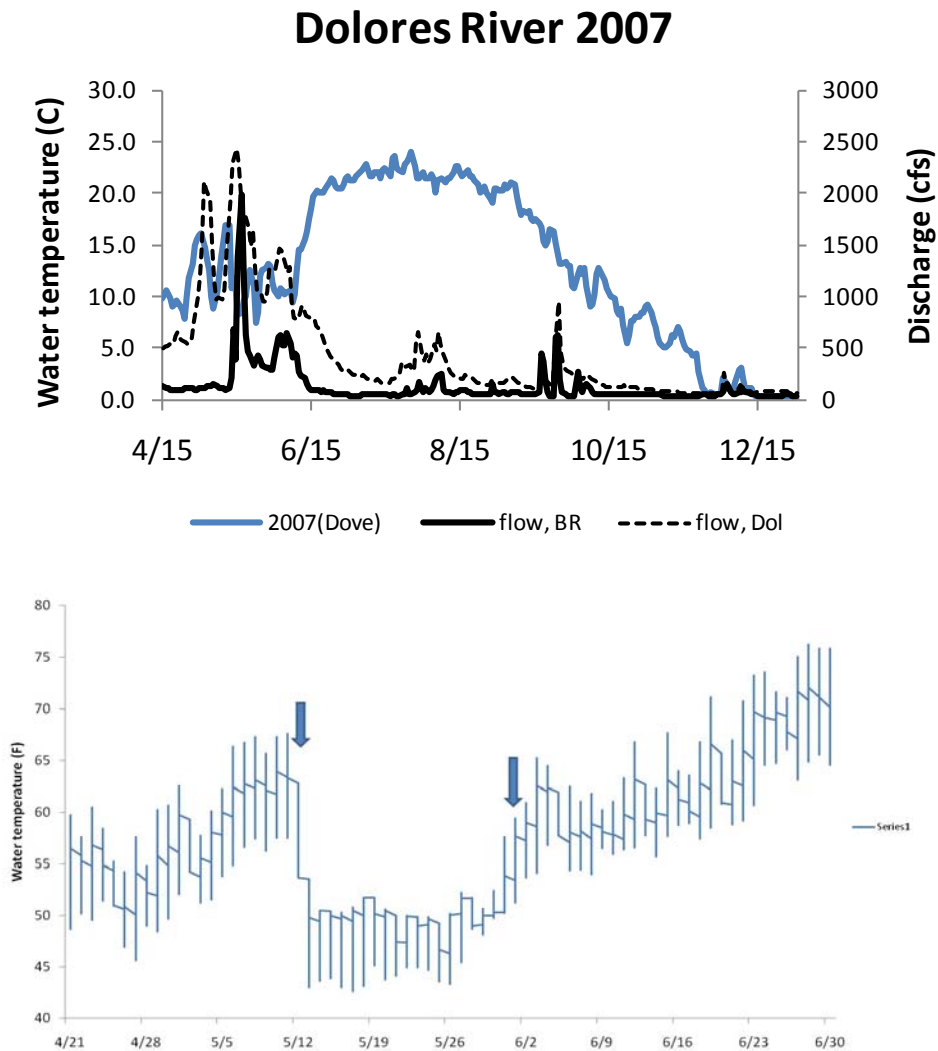 Dolores River 2007
Water temperature (C)
30.0
25.0
20.0
15.0
10.0
5.0
0.0
3000
2500
2000
1500
1000
500
0
Discharge (cfs)
4/15 6/15 8/15 10/15 12/15
2007(Dove) flow, BR flow, Dol
Water temperature (F)
80
75
70
65
60
55
50
45
40
4/21 4/28 5/5 5/12 5/19 5/26 6/2 6/9 6/16 6/23 6/30
Series1